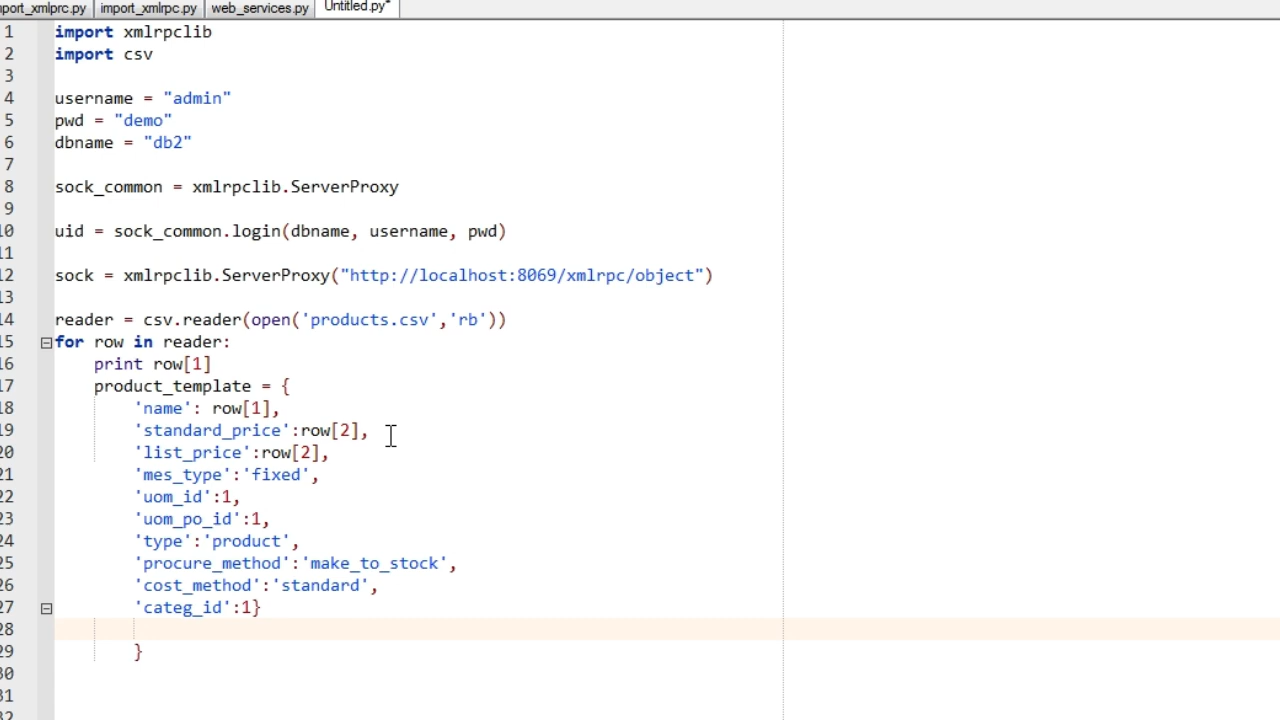 import_xmlprc.py import_xmlrpc.py web_services.py Untitled.py*
1 import xmlrpclib
2 import csv
3
4 username = "admin"
5 pwd = "demo"
6 dbname = "db2"
7
8 sock_common = xmlrpclib.ServerProxy
9
10 uid = sock_common.login(dbname, username, pwd)
11
12 sock = xmlrpclib.ServerProxy("http://localhost:8069/xmlrpc/object")
13
14 reader = csv.reader(open('products.csv','rb'))
15 for row in reader:
16 print row[1]
17 product_template = {
18 'name': row[1],
19 'standard_price':row[2],
20 'list_price':row[2],
21 'mes_type':'fixed',
22 'uom_id':1,
23 'uom_po_id':1,
24 'type':'product',
25 'procure_method':'make_to_stock',
26 'cost_method':'standard',
27 'categ_id':1}
28
29 }
30
31
32